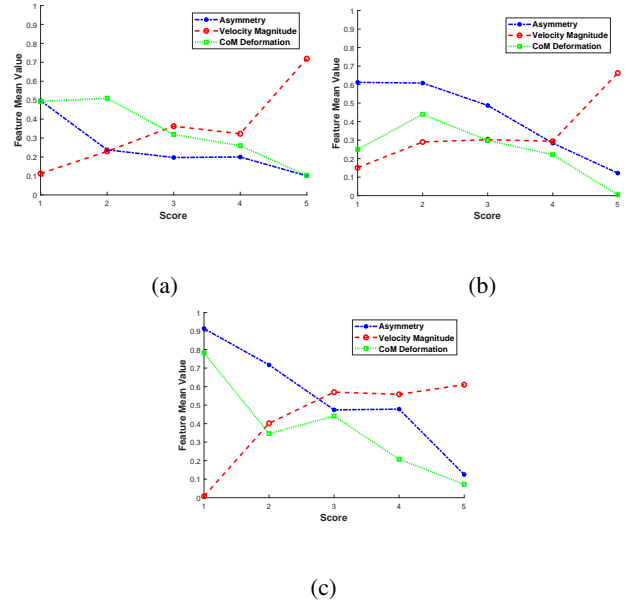 1
0.9
0.8
0.7
0.6
0.5
0.4
0.3
0.2
0.1
0
Feature Mean Value
Asymmetry
Velocity Magnitude
CoM Deformation
1 2 3 4 5
Score
(a)
1
0.9
0.8
0.7
0.6
0.5
0.4
0.3
0.2
0.1
0
Feature Mean Value
Asymmetry
Velocity Magnitude
CoM Deformation
1 2 3 4 5
Score
(b)
1
0.9
0.8
0.7
0.6
0.5
0.4
0.3
0.2
0.1
0
Feature Mean Value
Asymmetry
Velocity Magnitude
CoM Deformation
1 2 3 4 5
Score
(c)